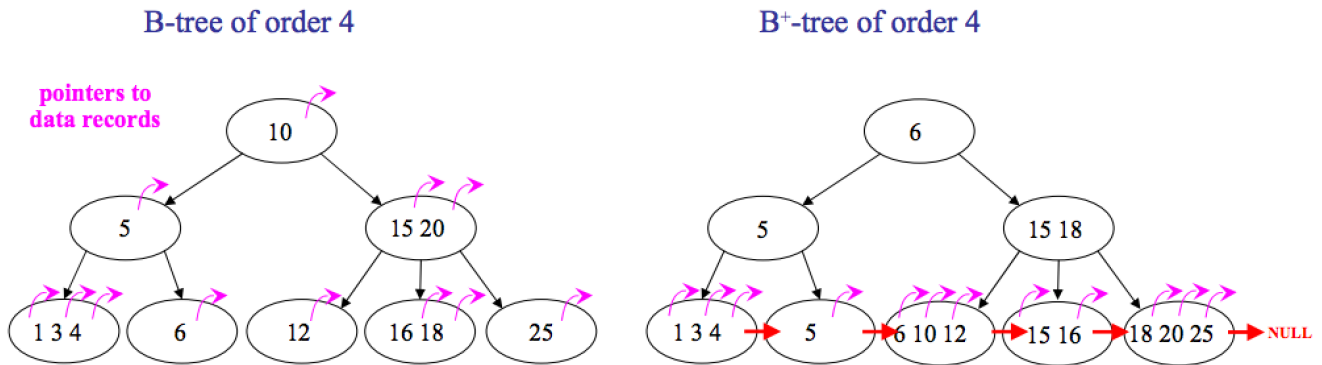 B-tree of order 4
pointers to
data records
10
5
15 20
1 3 4
6
12
16 18
25
B+-tree of order 4
6
5
15 18
1 3 4
5
6 10 12
15 16
18 20 25
NULL